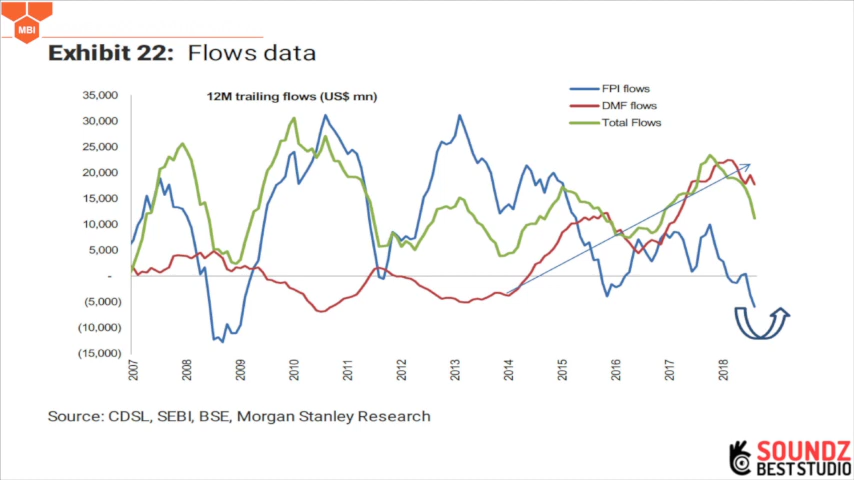 MBI
Exhibit 22: Flows data
12M trailing flows (US$ mn)
FPI flows
DMF flows
Total Flows
35,000
30,000
25,000
20,000
15,000
10,000
5,000
-
(5,000)
(10,000)
(15,000)
2007
2008
2009
2010
2011
2012
2013
2014
2015
2016
2017
2018
Source: CDSL, SEBI, BSE, Morgan Stanley Research
SOUNDZ
BEST STUDIO